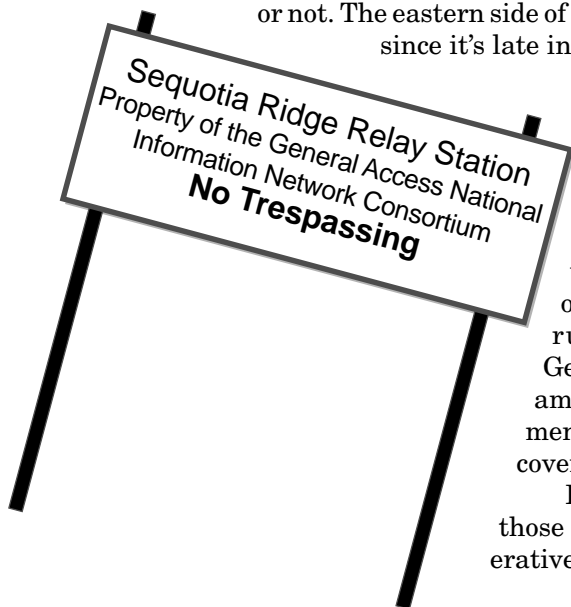 or not. The eastern side of
since it's late in
Sequotia Ridge Relay Station
Property of the General Access National
Information Network Consortium
No Trespassing
ru
Ge
am
cover
those
erative